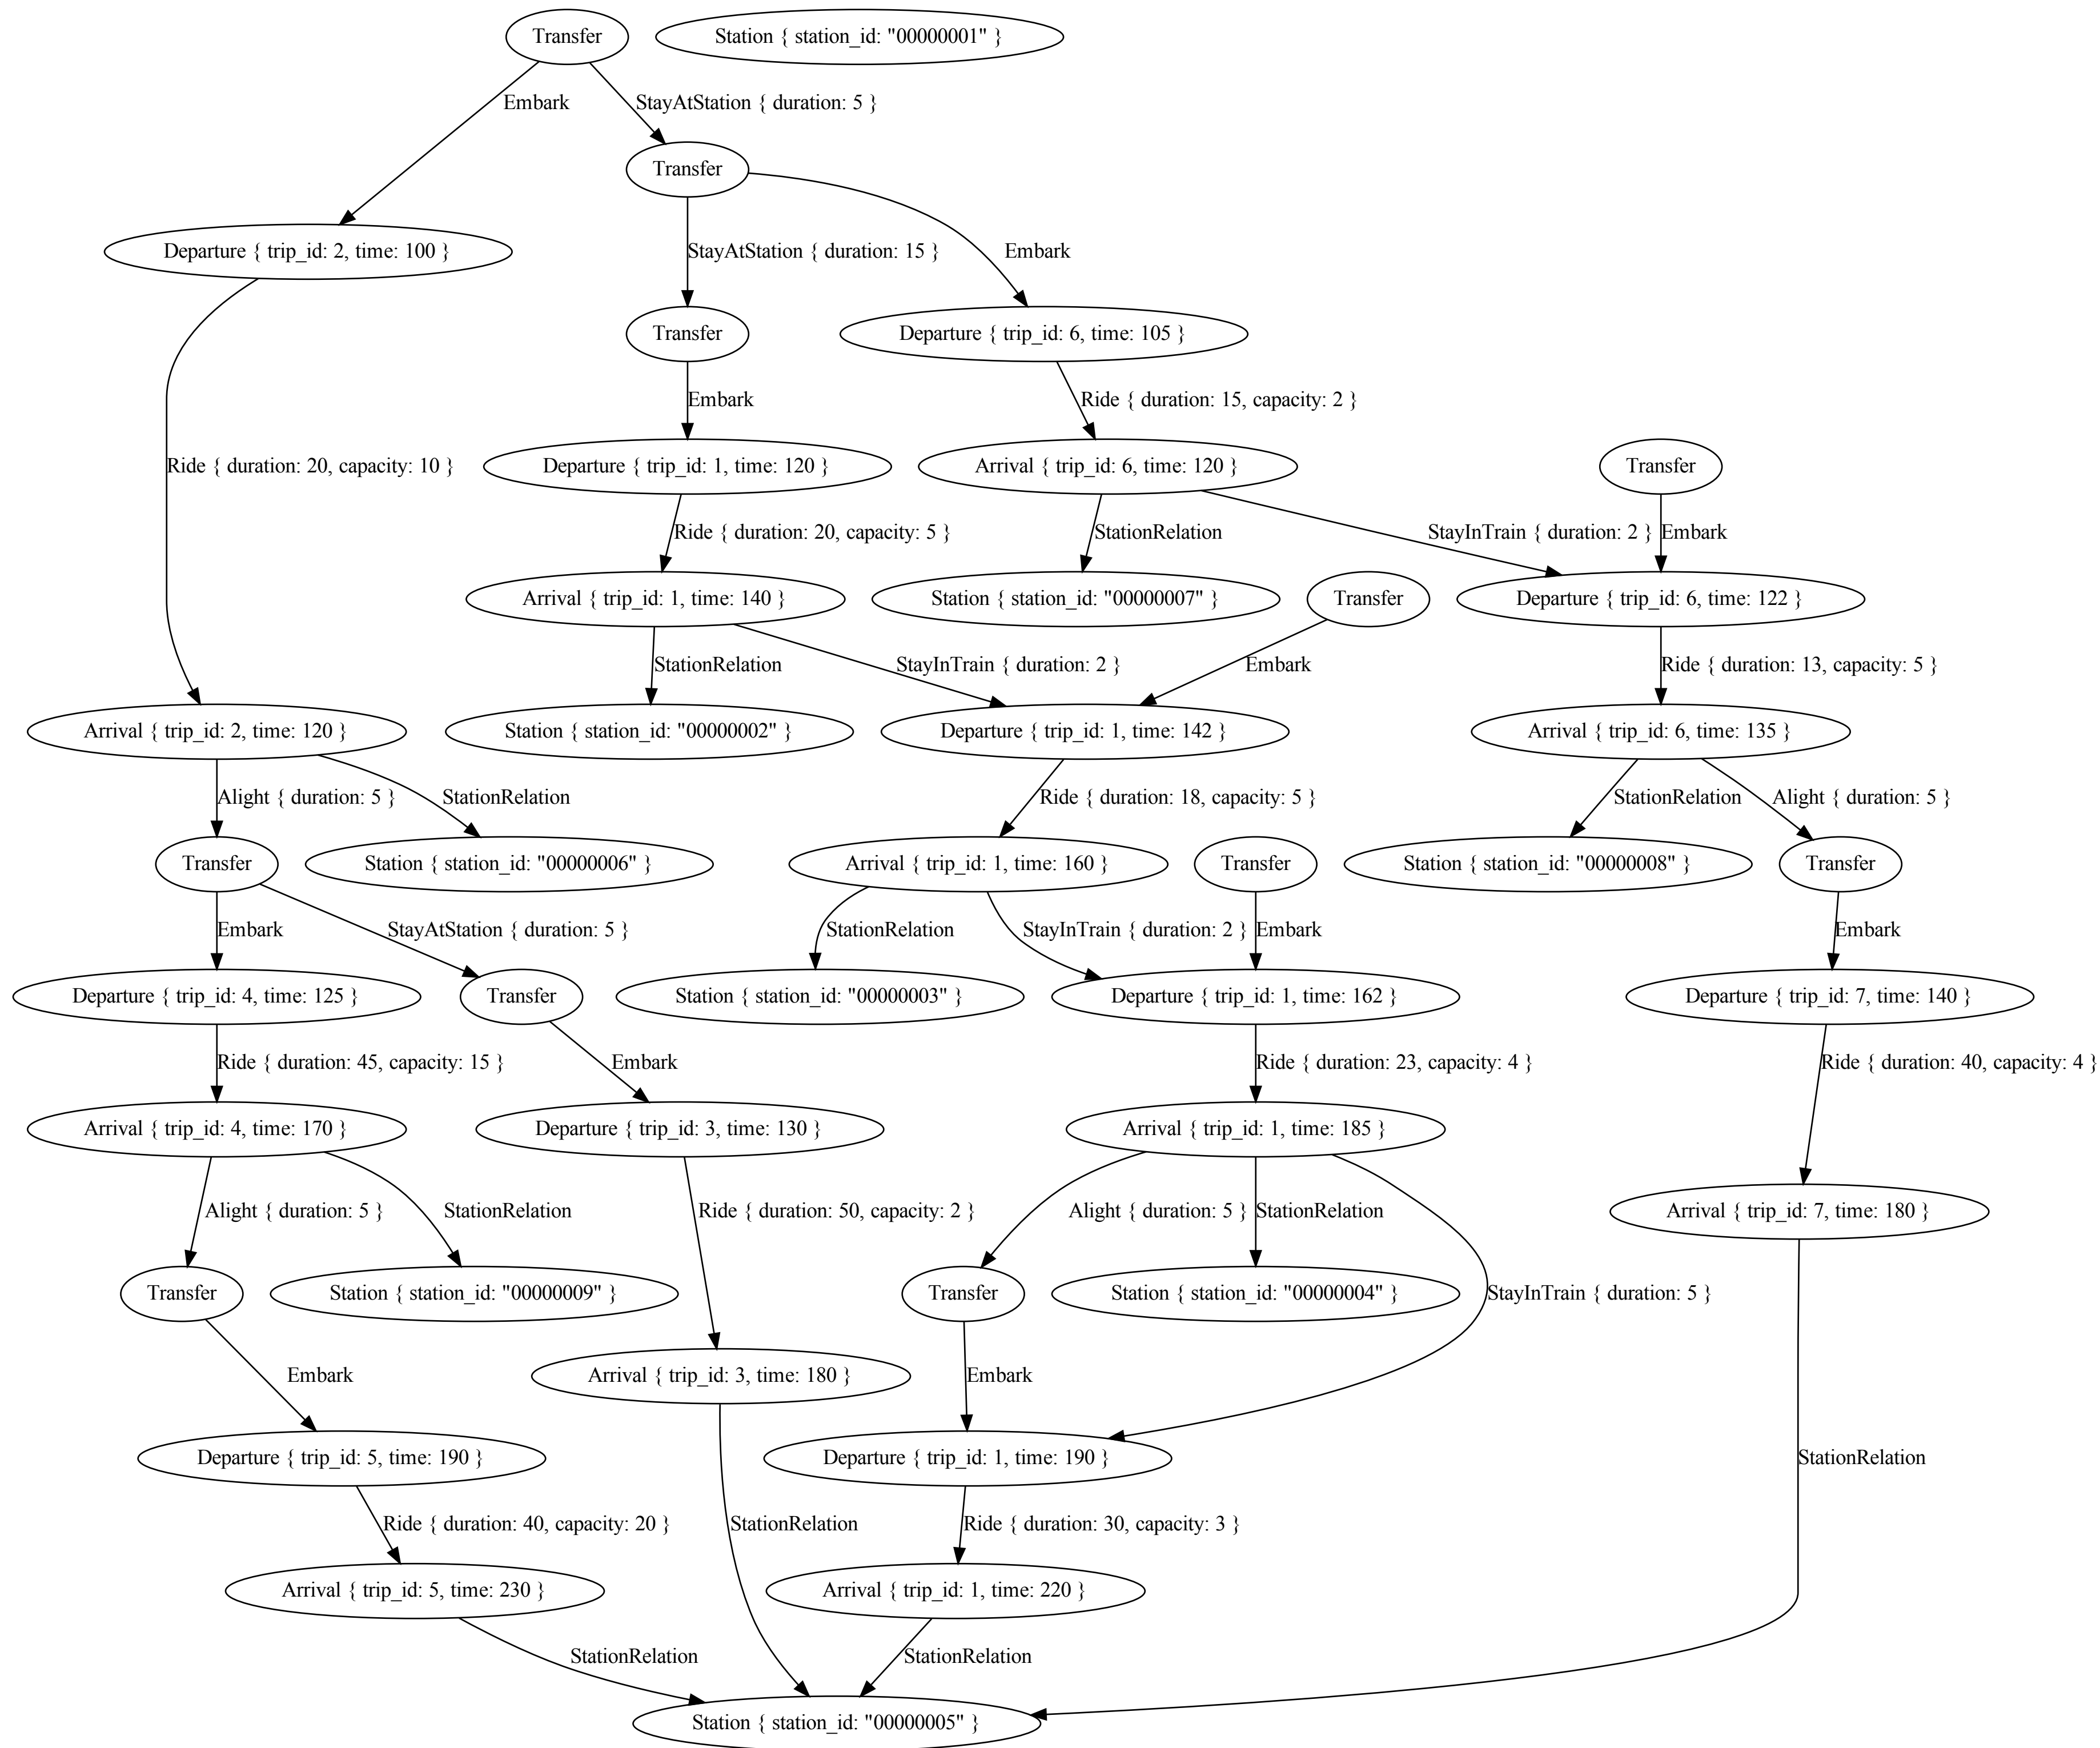 Transfer
Station { station_id: "00000001" }
Embark
StayAtStation { duration: 5 }
Transfer
Departure { trip_id: 2, time: 100 }
StayAtStation { duration: 15 }
Embark
Transfer
Departure { trip_id: 6, time: 105 }
Embark
Ride { duration: 15, capacity: 2 }
Ride { duration: 20, capacity: 10 }
Departure { trip_id: 1, time: 120 }
Arrival { trip_id: 6, time: 120 }
Transfer
Ride { duration: 20, capacity: 5 }
StationRelation
StayInTrain { duration: 2 }
Embark
Arrival { trip_id: 1, time: 140 }
Station { station_id: "00000007" }
Transfer
Departure { trip_id: 6, time: 122 }
StationRelation
StayInTrain { duration: 2 }
Embark
Ride { duration: 13, capacity: 5 }
Arrival { trip_id: 2, time: 120 }
Station { station_id: "00000002" }
Departure { trip_id: 1, time: 142 }
Arrival { trip_id: 6, time: 135 }
Alight { duration: 5 }
StationRelation
Ride { duration: 18, capacity: 5 }
StationRelation
Alight { duration: 5 }
Transfer
Station { station_id: "00000006" }
Arrival { trip_id: 1, time: 160 }
Transfer
Station { station_id: "00000008" }
Transfer
Embark
StayAtStation { duration: 5 }
StationRelation
StayInTrain { duration: 2 }
Embark
Embark
Departure { trip_id: 4, time: 125 }
Transfer
Station { station_id: "00000003" }
Departure { trip_id: 1, time: 162 }
Departure { trip_id: 7, time: 140 }
Ride { duration: 45, capacity: 15 }
Embark
Ride { duration: 23, capacity: 4 }
Ride { duration: 40, capacity: 4 }
Arrival { trip_id: 4, time: 170 }
Departure { trip_id: 3, time: 130 }
Arrival { trip_id: 1, time: 185 }
Alight { duration: 5 }
StationRelation
Ride { duration: 50, capacity: 2 }
Alight { duration: 5 }
StationRelation
Arrival { trip_id: 7, time: 180 }
Transfer
Station { station_id: "00000009" }
Transfer
Station { station_id: "00000004" }
StayInTrain { duration: 5 }
Embark
Arrival { trip_id: 3, time: 180 }
Embark
Departure { trip_id: 5, time: 190 }
Departure { trip_id: 1, time: 190 }
StationRelation
Ride { duration: 40, capacity: 20 }
StationRelation
Ride { duration: 30, capacity: 3 }
Arrival { trip_id: 5, time: 230 }
Arrival { trip_id: 1, time: 220 }
StationRelation
StationRelation
Station { station_id: "00000005" }